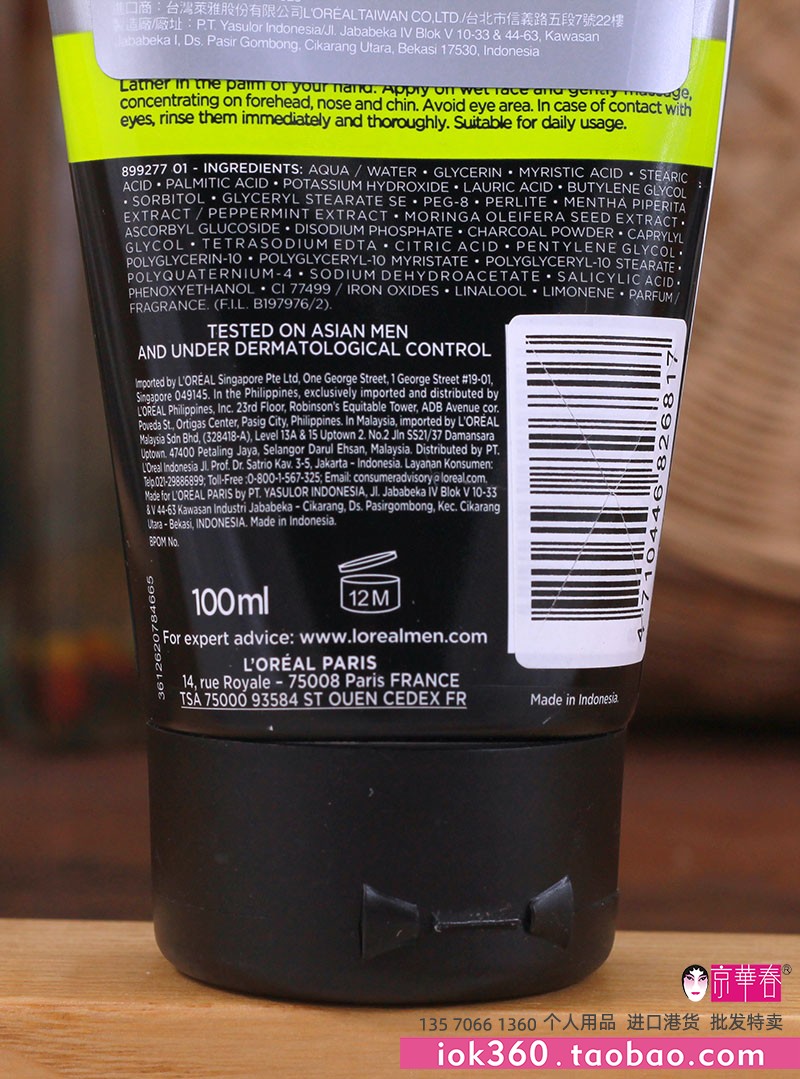 進口商：台灣萊雅股份有限公司L'ORÉAL TAIWAN CO,LTD./台北市信義路五段7號22樓
製造廠/廠址：P.T. Yasulor Indonesia/Jl. Jababeka IV Blok V 10-33 & 44-63, Kawasan
Jababeka I, Ds. Pasir Gombong, Cikarang Utara, Bekasi 17530, Indonesia
Lather in the palm of your hand. Apply on wet face and gently massage,
concentrating on forehead, nose and chin. Avoid eye area. In case of contact with
eyes, rinse them immediately and thoroughly. Suitable for daily usage.
899277 01 - INGREDIENTS: AQUA / WATER • GLYCERIN • MYRISTIC ACID • STEARIC
ACID • PALMITIC ACID • POTASSIUM HYDROXIDE • LAURIC ACID • BUTYLENE GLYCOL
• SORBITOL • GLYCERYL STEARATE SE • PEG-8 • PERLITE • MENTHA PIPERITA
EXTRACT / PEPPERMINT EXTRACT • MORINGA OLEIFERA SEED EXTRACT •
ASCORBYL GLUCOSIDE • DISODIUM PHOSPHATE • CHARCOAL POWDER • CAPRYLYL
GLYCOL • TETRASODIUM EDTA • CITRIC ACID • PENTYLENE GLYCOL •
POLYGLYCERIN-10 • POLYGLYCERYL-10 MYRISTATE • POLYGLYCERYL-10 STEARATE •
POLYQUATERNIUM-4 • SODIUM DEHYDROACETATE • SALICYLIC ACID •
PHENOXYETHANOL • CI 77499 / IRON OXIDES • LINALOOL • LIMONENE • PARFUM /
FRAGRANCE. (F.I.L. B197976/2).
TESTED ON ASIAN MEN
AND UNDER DERMATOLOGICAL CONTROL
Imported by L'ORÉAL Singapore Pte Ltd, One George Street, 1 George Street #19-01,
Singapore 049145. In the Philippines, exclusively imported and distributed by
L'ORÉAL Philippines, Inc. 23rd Floor, Robinson's Equitable Tower, ADB Avenue cor.
Poveda St., Ortigas Center, Pasig City, Philippines. In Malaysia, imported by L'ORÉAL
Malaysia Sdn Bhd, (328418-A), Level 13A & 15 Uptown 2. No.2 Jln SS21/37 Damansara
Uptown. 47400 Petaling Jaya, Selangor Darul Ehsan, Malaysia. Distributed by PT.
L'Oreal Indonesia Jl. Prof. Dr. Satrio Kav. 3-5, Jakarta - Indonesia. Layanan Konsumen:
Telp.021-29886899; Toll-Free :0-800-1-567-325; Email: consumeradvisory@loreal.com.
Made for L'ORÉAL PARIS by PT. YASULOR INDONESIA, Jl. Jababeka IV Blok V 10-33
& V 44-63 Kawasan Industri Jababeka - Cikarang, Ds. Pasirgombong, Kec. Cikarang
Utara - Bekasi, INDONESIA. Made in Indonesia.
BPOM No.
3612620784665
100ml
12M
4 710446 826817
For expert advice: www.lorealmen.com
L'ORÉAL PARIS
14, rue Royale - 75008 Paris FRANCE
TSA 75000 93584 ST OUEN CEDEX FR
Made in Indonesia.
京華春®
135 7066 1360 个人用品 进口港货 批发特卖
iok360.taobao.com